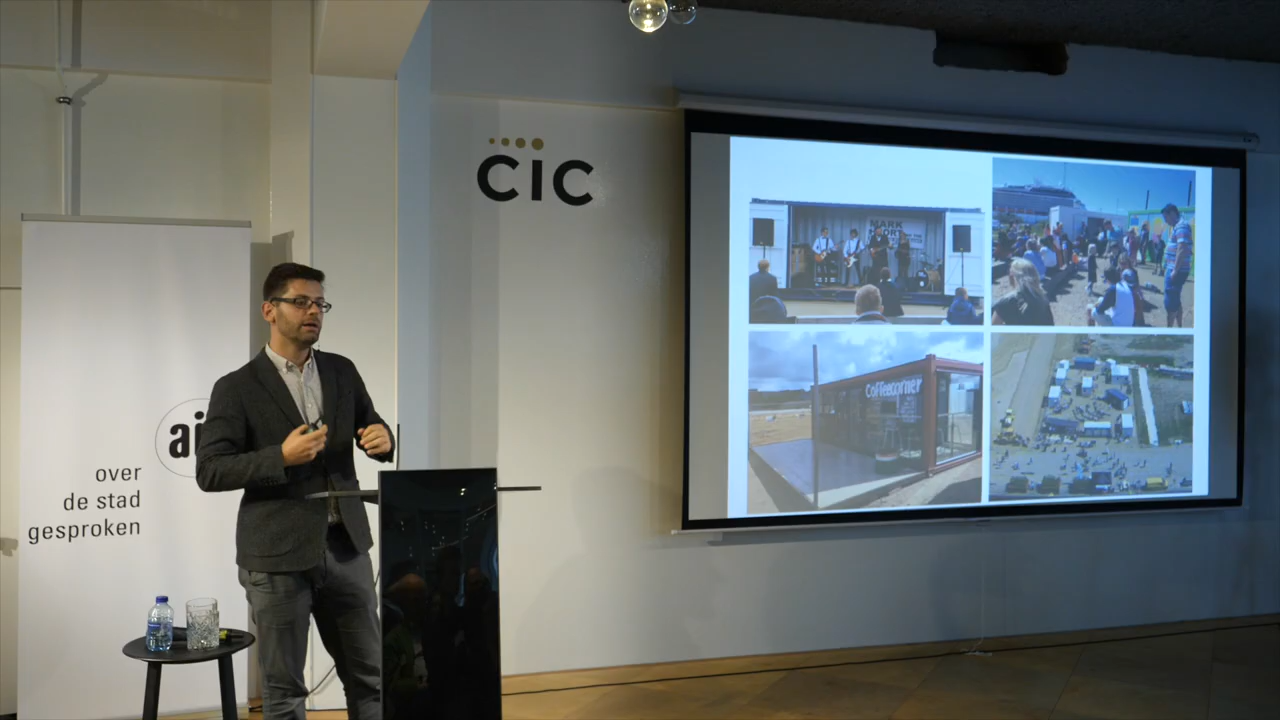 CIC
ai
over
de stad
gesproken
MARK
Coffeecorner